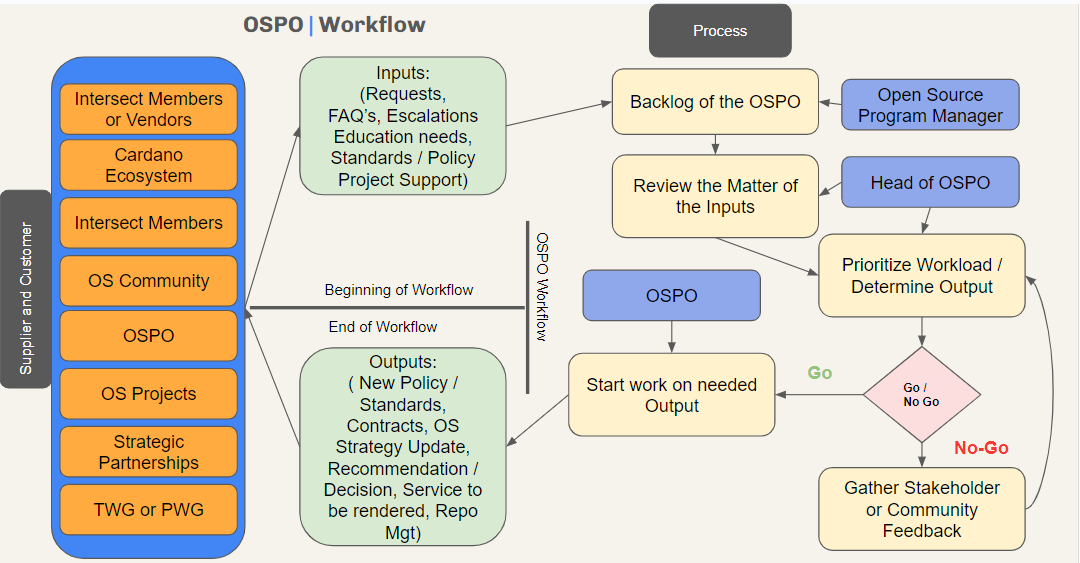 OSPO | Workflow
Process
Supplier and Customer
Intersect Members
or Vendors
Cardano
Ecosystem
Intersect Members
OS Community
OSPO
OS Projects
Strategic
Partnerships
TWG or PWG
Inputs:
(Requests,
FAQ's, Escalations
Education needs,
Standards / Policy
Project Support)
Beginning of Workflow
End of Workflow
OSPO Workflow
Outputs:
( New Policy /
Standards,
Contracts, OS
Strategy Update,
Recommendation /
Decision, Service to
be rendered, Repo
Mgt)
Backlog of the OSPO
Open Source
Program Manager
Review the Matter of
the Inputs
Head of OSPO
Prioritize Workload /
Determine Output
OSPO
Start work on needed
Output
Go
Go /
No Go
No-Go
Gather Stakeholder
or Community
Feedback